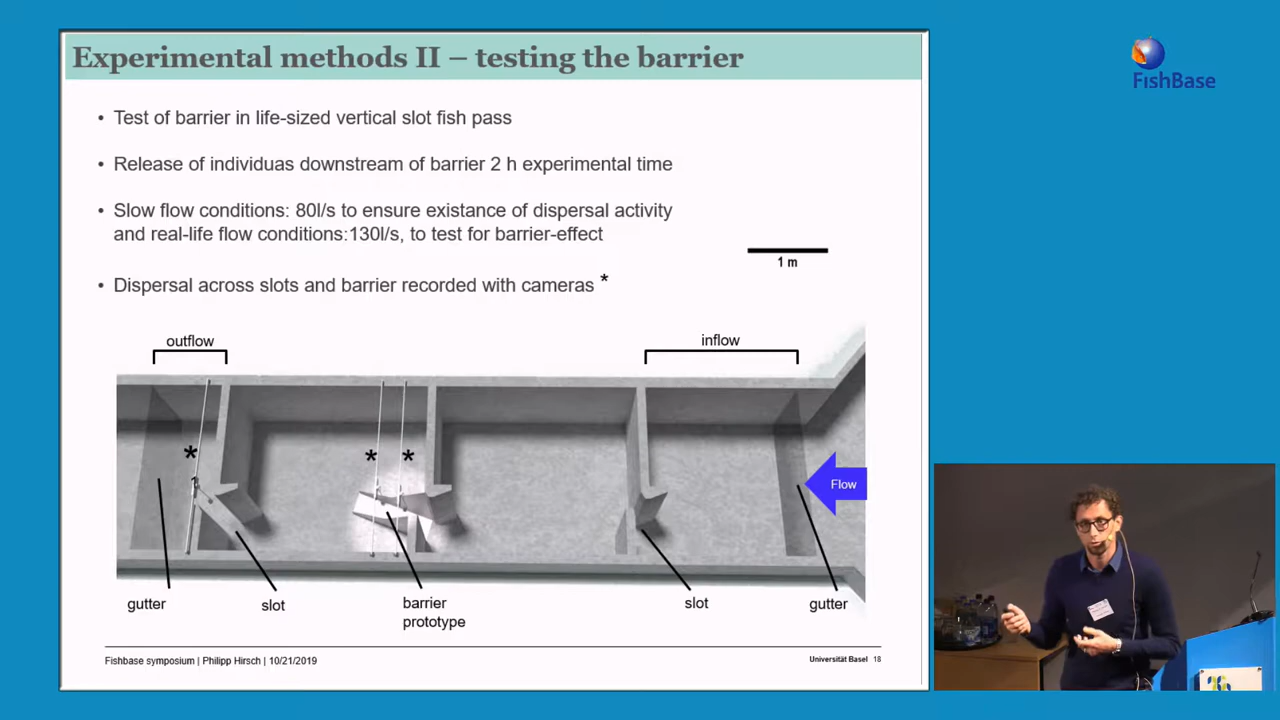 Experimental methods II – testing the barrier
FishBase
• Test of barrier in life-sized vertical slot fish pass
• Release of individuas downstream of barrier 2 h experimental time
• Slow flow conditions: 80l/s to ensure existance of dispersal activity
and real-life flow conditions:130l/s, to test for barrier-effect
1 m
• Dispersal across slots and barrier recorded with cameras *
outflow
inflow
*
*
*
Flow
gutter
slot
barrier
prototype
slot
gutter
Fishbase symposium | Philipp Hirsch | 10/21/2019
Universität Basel 18